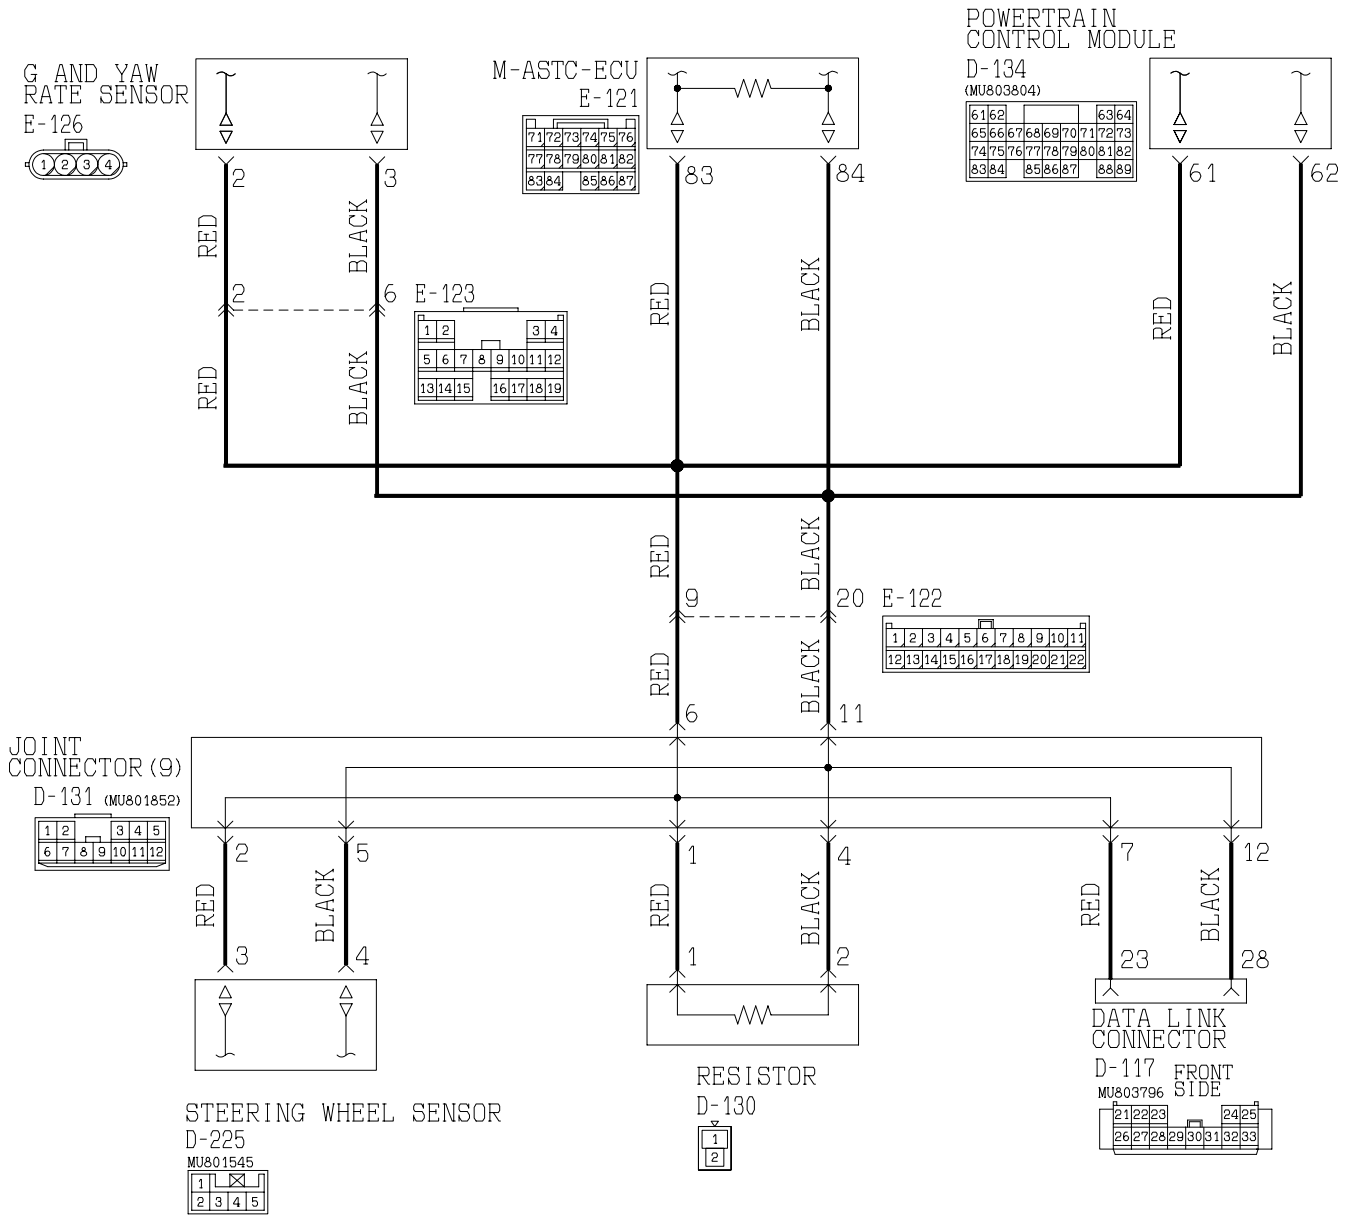 G AND YAW
RATE SENSOR
E-126
1 2 3 4
2
3
RED
BLACK
2
6
RED
BLACK
E-123
1 2 3 4
5 6 7 8 9 10 11 12
13 14 15 16 17 18 19
M-ASTC-ECU
E-121
71 72 73 74 75 76
77 78 79 80 81 82
83 84 85 86 87
83
84
RED
BLACK
POWERTRAIN
CONTROL MODULE
D-134
(MU803804)
61 62 63 64
65 66 67 68 69 70 71 72 73
74 75 76 77 78 79 80 81 82
83 84 85 86 87 88 89
61
62
RED
BLACK
RED
BLACK
9
20
E-122
1 2 3 4 5 6 7 8 9 10 11
12 13 14 15 16 17 18 19 20 21 22
RED
BLACK
6
11
JOINT
CONNECTOR(9)
D-131 (MU801852)
1 2 3 4 5
6 7 8 9 10 11 12
2
5
1
4
7
12
RED
BLACK
RED
BLACK
RED
BLACK
3
4
1
2
23
28
STEERING WHEEL SENSOR
D-225
MU801545
1
2 3 4 5
RESISTOR
D-130
1
2
DATA LINK
CONNECTOR
D-117
MU803796
FRONT
SIDE
21 22 23 24 25
26 27 28 29 30 31 32 33